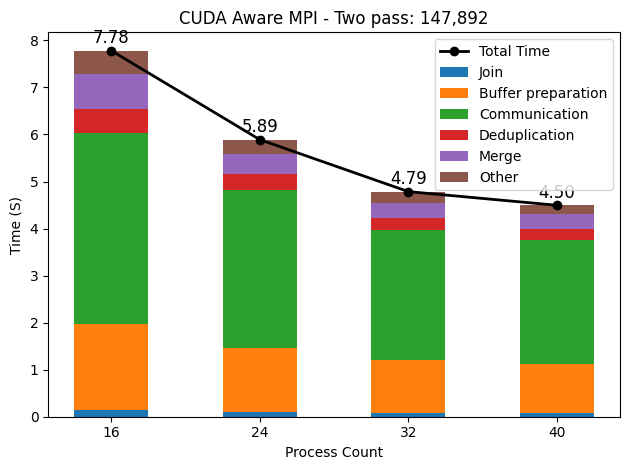 CUDA Aware MPI - Two pass: 147,892
8
7
6
5
4
3
2
1
0
Time (S)
7.78
5.89
4.79
4.50
Total Time
Join
Buffer preparation
Communication
Deduplication
Merge
Other
16
24
32
40
Process Count